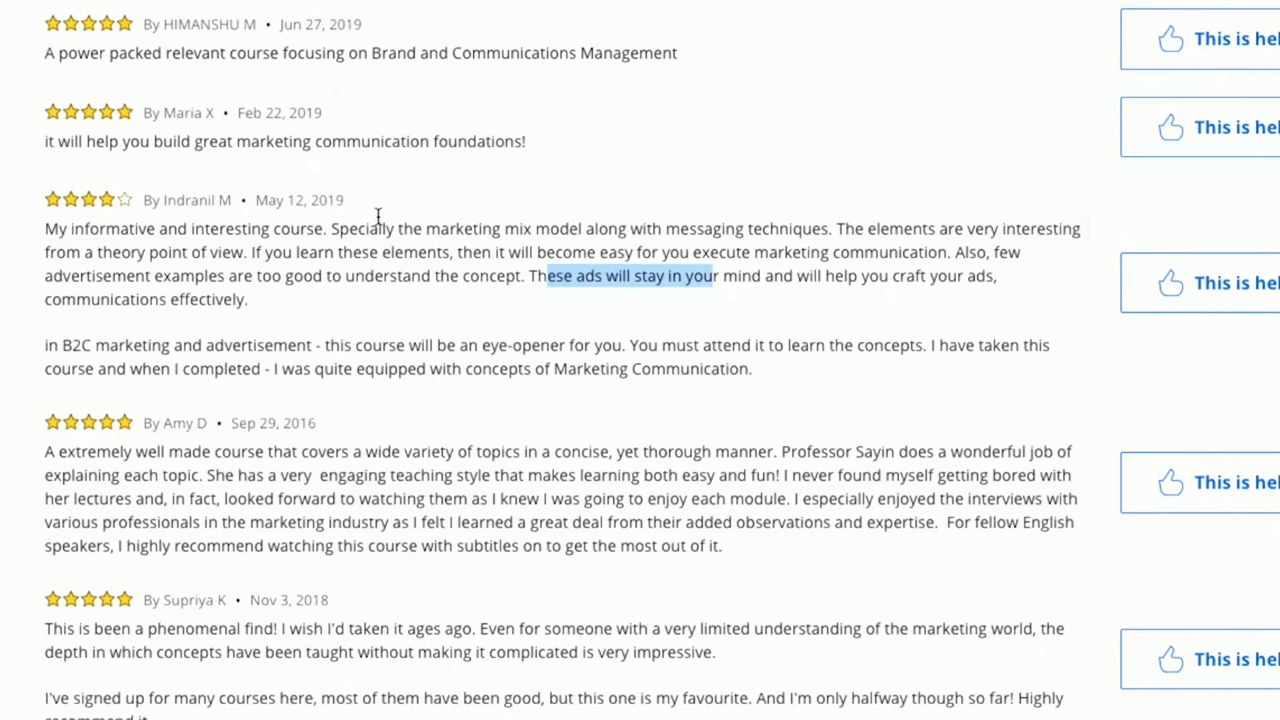 By HIMANSHU M • Jun 27, 2019
This is hel
A power packed relevant course focusing on Brand and Communications Management
By Maria X • Feb 22, 2019
This is hel
it will help you build great marketing communication foundations!
By Indranil M • May 12, 2019
My informative and interesting course. Specially the marketing mix model along with messaging techniques. The elements are very interesting
from a theory point of view. If you learn these elements, then it will become easy for you execute marketing communication. Also, few
advertisement examples are too good to understand the concept. These ads will stay in your mind and will help you craft your ads,
This is hel
communications effectively.
in B2C marketing and advertisement - this course will be an eye-opener for you. You must attend it to learn the concepts. I have taken this
course and when I completed - I was quite equipped with concepts of Marketing Communication.
By Amy D • Sep 29, 2016
A extremely well made course that covers a wide variety of topics in a concise, yet thorough manner. Professor Sayin does a wonderful job of
explaining each topic. She has a very  engaging teaching style that makes learning both easy and fun! I never found myself getting bored with
This is hel
her lectures and, in fact, looked forward to watching them as I knew I was going to enjoy each module. I especially enjoyed the interviews with
various professionals in the marketing industry as I felt I learned a great deal from their added observations and expertise.  For fellow English
speakers, I highly recommend watching this course with subtitles on to get the most out of it.
By Supriya K • Nov 3, 2018
This is been a phenomenal find! I wish I'd taken it ages ago. Even for someone with a very limited understanding of the marketing world, the
depth in which concepts have been taught without making it complicated is very impressive.
This is hel
I've signed up for many courses here, most of them have been good, but this one is my favourite. And I'm only halfway though so far! Highly